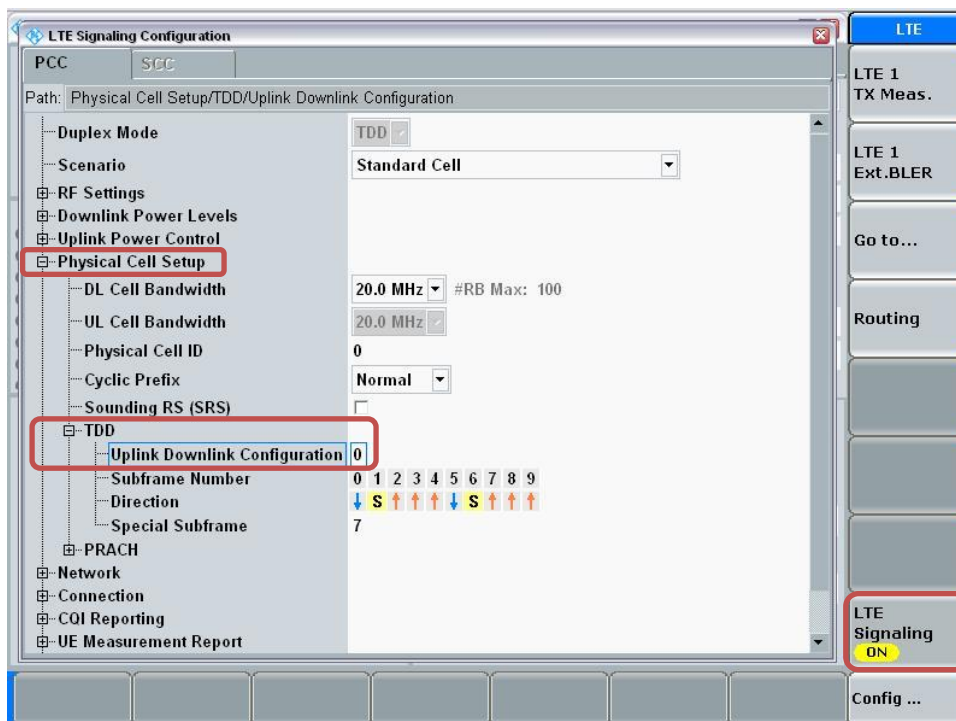 LTE Signaling Configuration
LTE
PCC
SCC
Path: Physical Cell Setup/TDD/Uplink Downlink Configuration
Duplex Mode TDD
Scenario Standard Cell
RF Settings
Downlink Power Levels
Uplink Power Control
Physical Cell Setup
DL Cell Bandwidth 20.0 MHz #RB Max: 100
UL Cell Bandwidth 20.0 MHz
Physical Cell ID 0
Cyclic Prefix Normal
Sounding RS (SRS)
TDD
Uplink Downlink Configuration 0
Subframe Number 0 1 2 3 4 5 6 7 8 9
Direction ↓ S ↑ ↑ ↑ ↓ S ↑ ↑ ↑
Special Subframe 7
PRACH
Network
Connection
CQI Reporting
UE Measurement Report
LTE 1
TX Meas.
LTE 1
Ext.BLER
Go to...
Routing
LTE
Signaling
ON
Config ...